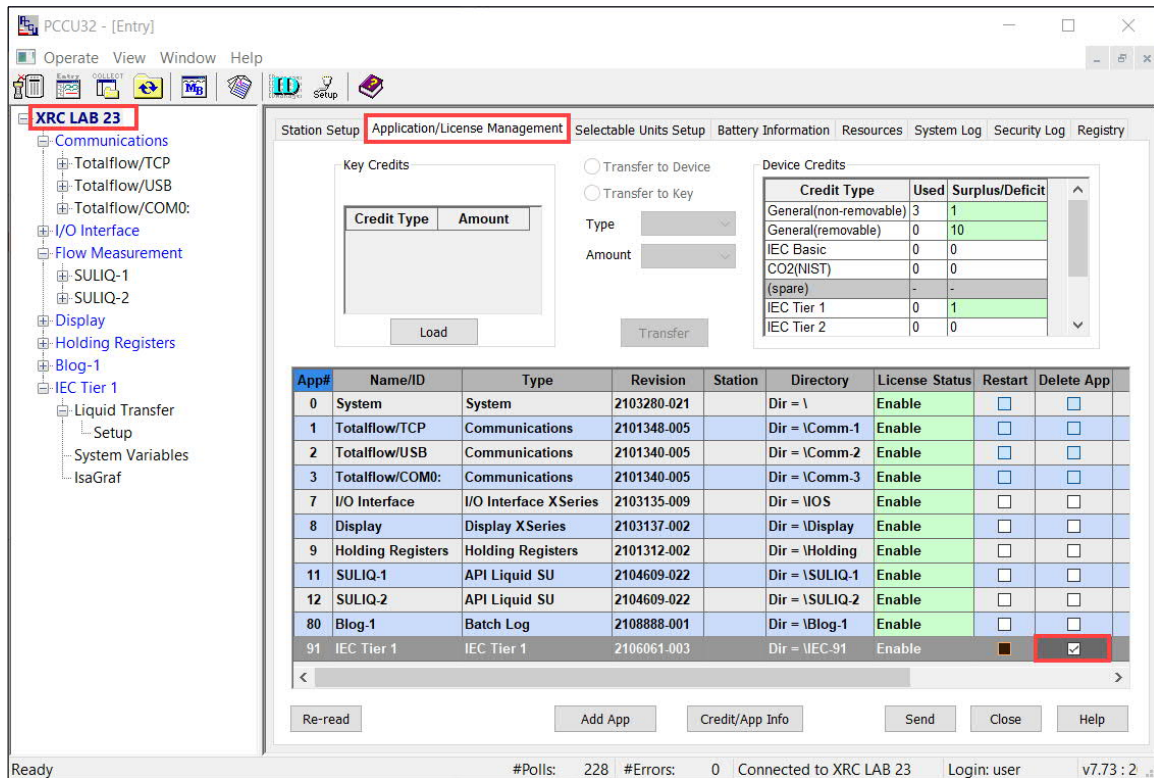 PCCU32 - [Entry]
Operate View Window Help
Entry COLLECT MB ID Setup
XRC LAB 23
Communications
Totalflow/TCP
Totalflow/USB
Totalflow/COM0:
I/O Interface
Flow Measurement
SULIQ-1
SULIQ-2
Display
Holding Registers
Blog-1
IEC Tier 1
Liquid Transfer
Setup
System Variables
IsaGraf
Station Setup Application/License Management Selectable Units Setup Battery Information Resources System Log Security Log Registry
Key Credits
Credit Type Amount
Load
Transfer to Device
Transfer to Key
Type
Amount
Transfer
Device Credits
Credit Type Used Surplus/Deficit
General(non-removable) 3 1
General(removable) 0 10
IEC Basic 0 0
CO2(NIST) 0 0
(spare) - -
IEC Tier 1 0 1
IEC Tier 2 0 0
App# Name/ID Type Revision Station Directory License Status Restart Delete App
0 System System 2103280-021 Dir = \ Enable
1 Totalflow/TCP Communications 2101348-005 Dir = \Comm-1 Enable
2 Totalflow/USB Communications 2101340-005 Dir = \Comm-2 Enable
3 Totalflow/COM0: Communications 2101340-005 Dir = \Comm-3 Enable
7 I/O Interface I/O Interface XSeries 2103135-009 Dir = \IOS Enable
8 Display Display XSeries 2103137-002 Dir = \Display Enable
9 Holding Registers Holding Registers 2101312-002 Dir = \Holding Enable
11 SULIQ-1 API Liquid SU 2104609-022 Dir = \SULIQ-1 Enable
12 SULIQ-2 API Liquid SU 2104609-022 Dir = \SULIQ-2 Enable
80 Blog-1 Batch Log 2108888-001 Dir = \Blog-1 Enable
91 IEC Tier 1 IEC Tier 1 2106061-003 Dir = \IEC-91 Enable
Re-read Add App Credit/App Info Send Close Help
Ready #Polls: 228 #Errors: 0 Connected to XRC LAB 23 Login: user v7.73 : 2